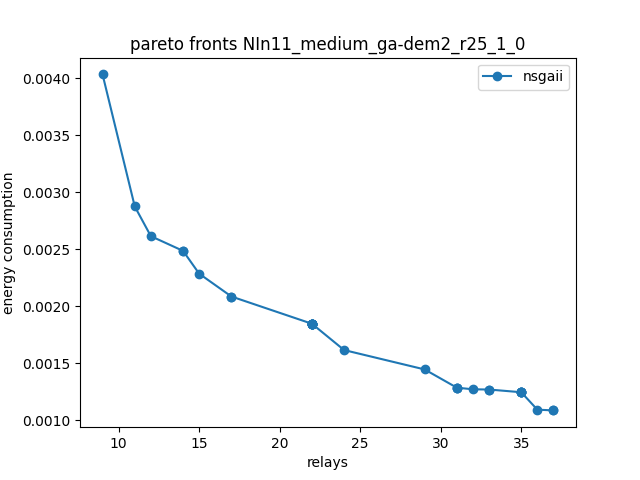 pareto fronts NIn11_medium_ga-dem2_r25_1_0
nsgaii
energy consumption
0.0040
0.0035
0.0030
0.0025
0.0020
0.0015
0.0010
10 15 20 25 30 35
relays